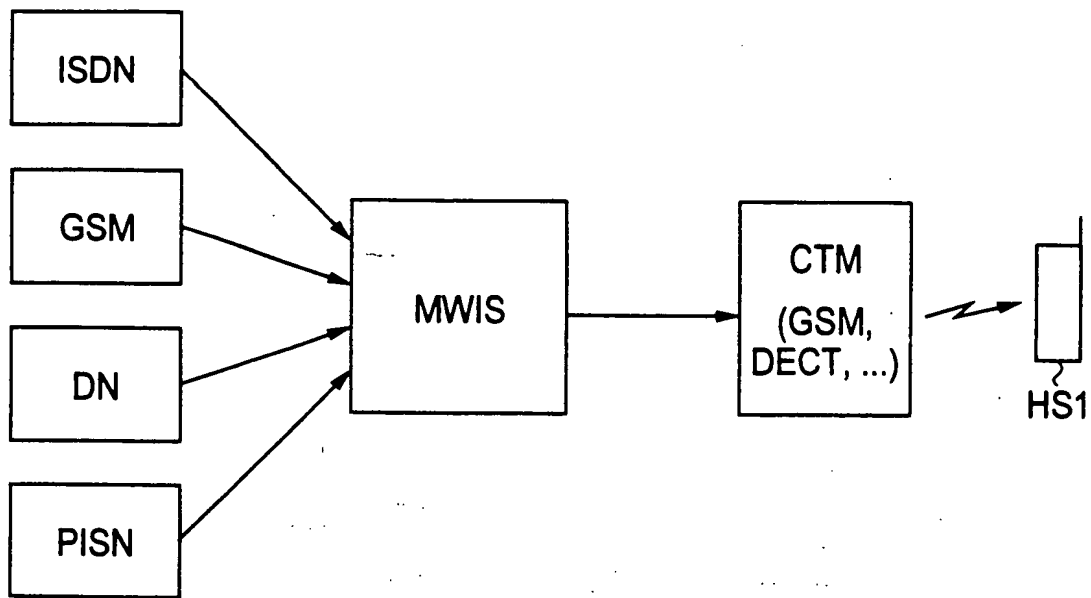 ISDN
GSM
DN
PISN
MWIS
CTM
(GSM,
DECT, ...)
HS1